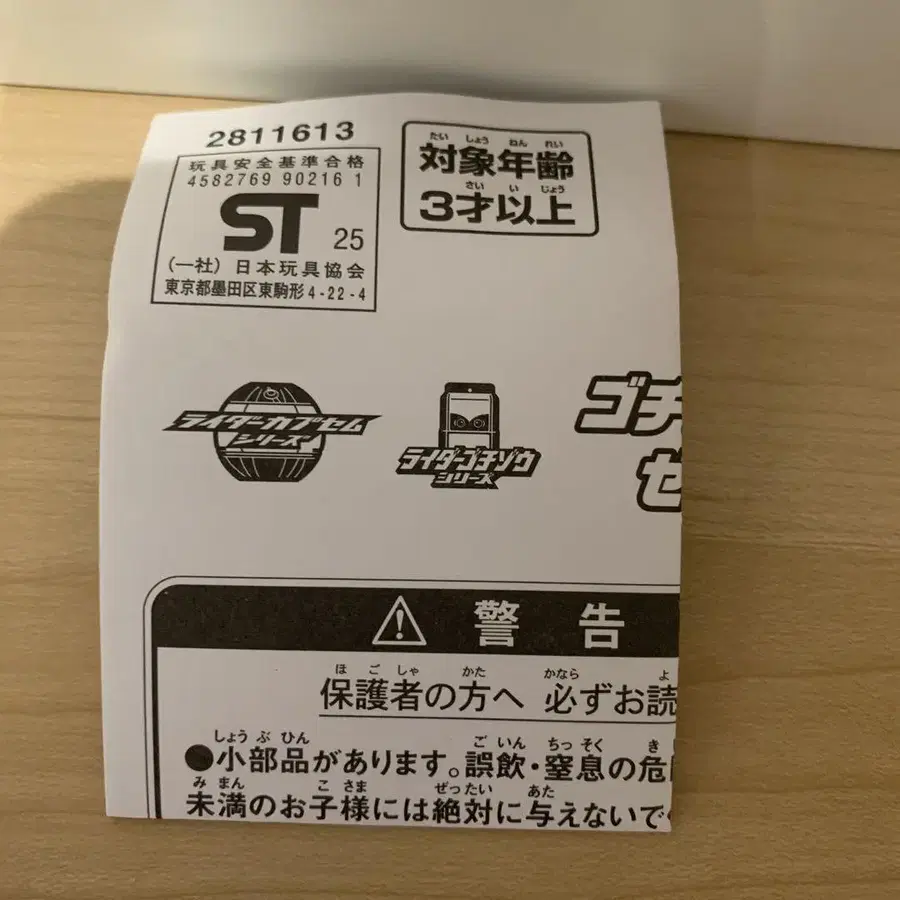 2811613
玩具安全基準合格
4582769 90216 1
ST 25
(一社) 日本玩具協会
東京都墨田区東駒形4-22-4
たい しょう ねん れい
対象年齢
さい い じょう
3才以上
ライダーカプセム
シリーズ
ライダーゴチゾウ
シリーズ
ゴチ
ゼ
警告
ほ ご しゃ かた かなら よ
保護者の方へ 必ずお読
しょう ぶ ひん ご いん ちっ そく き
●小部品があります。誤飲・窒息の危
み まん こ さま ぜったい あた
未満のお子様には絶対に与えないで